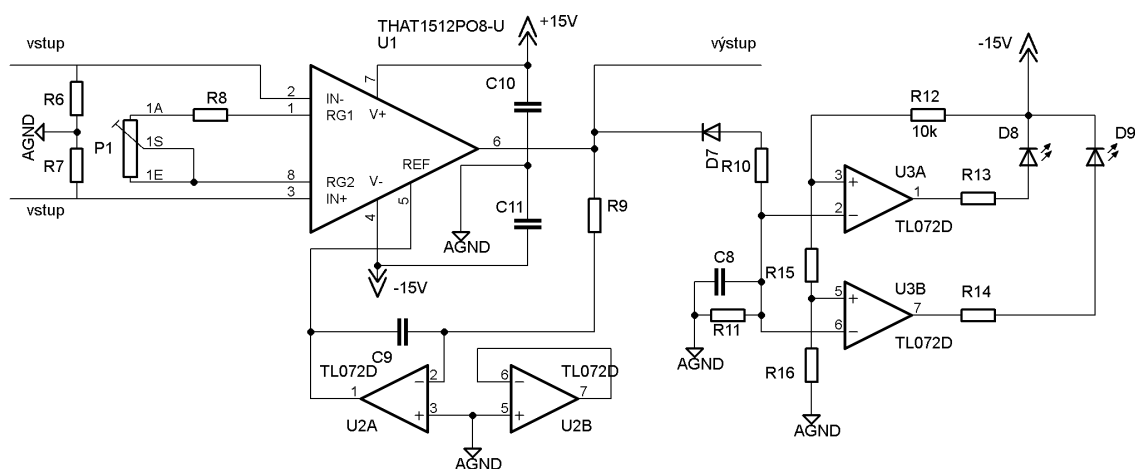 THAT1512PO8-U
U1
+15V
-15V
vstup
výstup
C10
R6
R8
1A
2
1
IN-
RG1
7
V+
R12
10k
D8
D9
AGND
P1
1S
6
D7
R10
REF
R7
1E
8
3
RG2
IN+
V-
4
5
C11
R9
3
2
U3A
1
R13
TL072D
vstup
AGND
-15V
C8
R15
U3B
5
6
7
R14
R11
TL072D
C9
AGND
R16
TL072D
1
2
3
U2A
6
5
TL072D
7
U2B
AGND
AGND